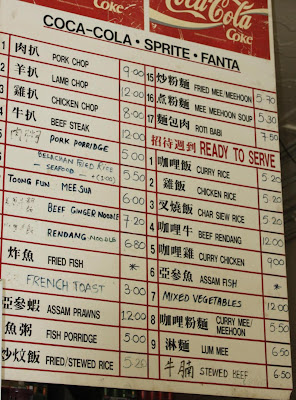 Coke
Coca-Cola
Coke
COCA-COLA · SPRITE · FANTA
1 肉扒 PORK CHOP 9.00
2 羊扒 LAMB CHOP 12.00
3 雞扒 CHICKEN CHOP 8.00
4 牛扒 BEEF STEAK 12.00
5 PORK PORRIDGE 5.00
BELACHAN FRIED RICE 5.00
SEAFOOD 5.50
TOONG FUN MEE SUA 6.00
BEEF GINGER NOODLE 7.20
RENDANG NOODLE 6.80
炸魚 FRIED FISH *
FRENCH TOAST 3.00
亞參蝦 ASSAM PRAWNS 12.00
魚粥 FISH PORRIDGE 5.00
炒炆飯 FRIED/STEWED RICE 5.20
15 炒粉麵 FRIED MEE/MEEHOON 5.70
16 煮粉麵 MEE MEEHOON SOUP 5.30
17 麵包肉 ROTI BABI 7.50
招待週到 READY TO SERVE
1 咖喱飯 CURRY RICE 5.20
2 雞飯 CHICKEN RICE 5.20
3 叉燒飯 CHAR SIEW RICE 5.20
4 咖喱牛 BEEF RENDANG 12.00
5 咖喱雞 CURRY CHICKEN 9.00
6 亞參魚 ASSAM FISH *
7 MIXED VEGETABLES 12.00
8 咖喱粉麵 CURRY MEE/MEEHOON 5.50
9 淋麵 LUM MEE 6.50
牛腩 STEWED BEEF 6.50